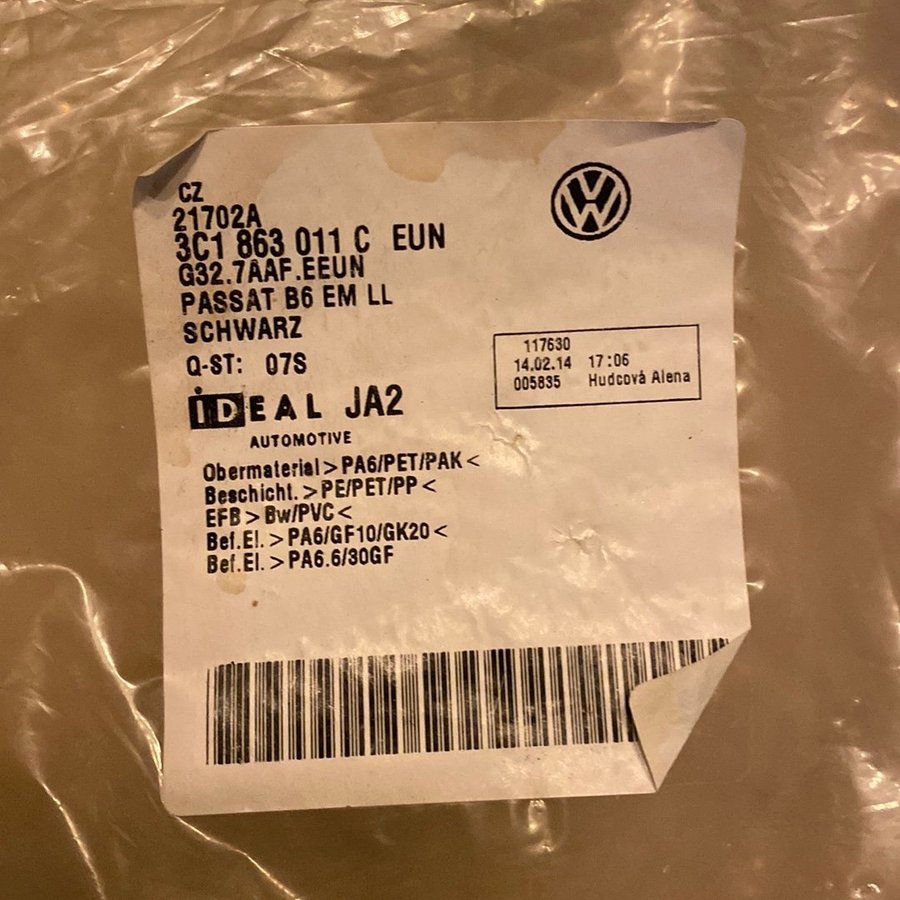 CZ
21702A
3C1 863 011 C EUN
G32.7AAF.EEUN
PASSAT B6 EM LL
SCHWARZ
Q-ST: 07S
117630
14.02.14 17:06
005835 Hudcová Alena
IDEAL JA2
AUTOMOTIVE
Obermaterial>PA6/PET/PAK<
Beschicht.>PE/PET/PP<
EFB>Bw/PVC<
Bef.El.>PA6/GF10/GK20<
Bef.El.>PA6.6/30GF